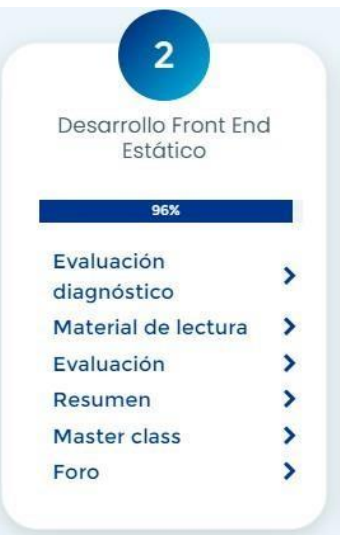 2
Desarrollo Front End
Estático
96%
Evaluación
diagnóstico
Material de lectura
Evaluación
Resumen
Master class
Foro